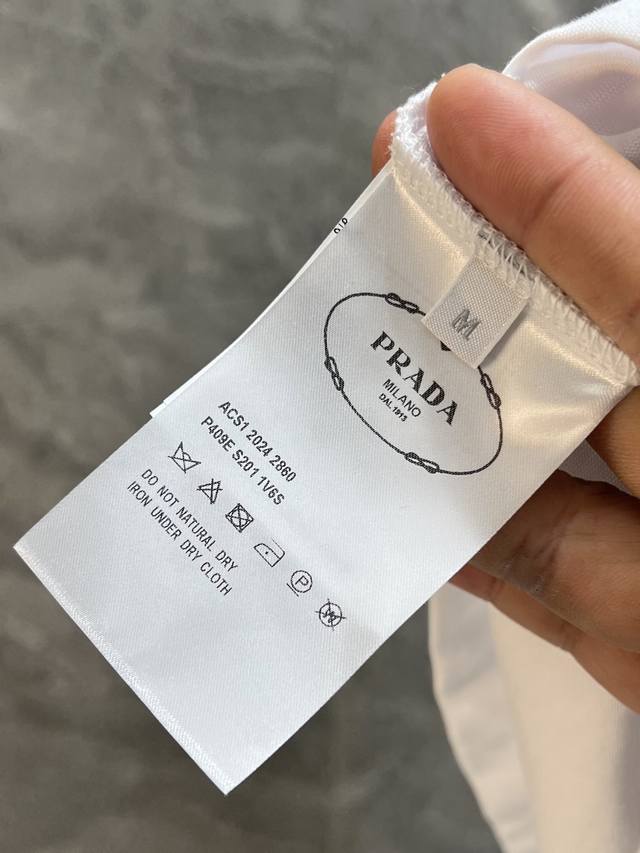 M
PRADA
MILANO
DAL 1913
ACS1 2024 2860
P409E S201 1V6S
P
DO NOT NATURAL DRY
IRON UNDER DRY CLOTH